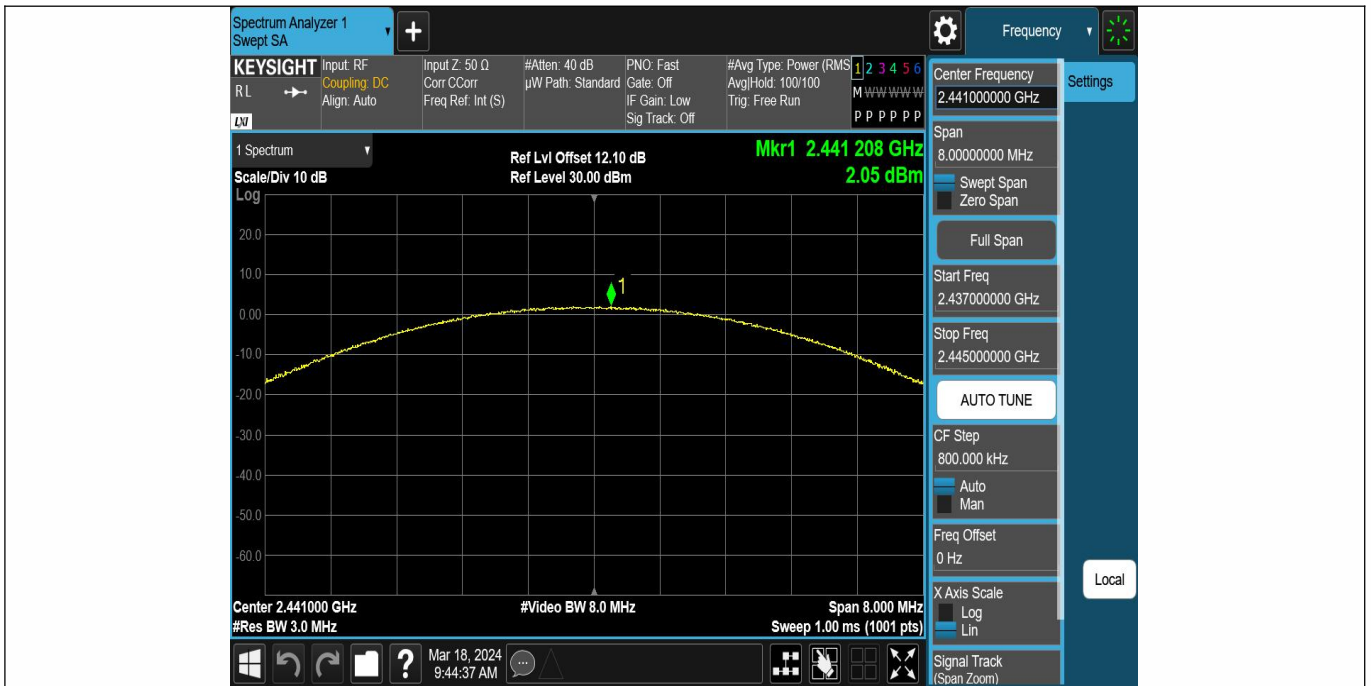 Spectrum Analyzer 1
Swept SA
+
Frequency
KEYSIGHT
RL
LXI
Input: RF
Coupling: DC
Align: Auto
Input Z: 50 Ω
Corr CCorr
Freq Ref: Int (S)
#Atten: 40 dB
µW Path: Standard
PNO: Fast
Gate: Off
IF Gain: Low
Sig Track: Off
#Avg Type: Power (RMS
Avg|Hold: 100/100
Trig: Free Run
1 2 3 4 5 6
M W W W W W
P P P P P P
1 Spectrum
Scale/Div 10 dB
Ref Lvl Offset 12.10 dB
Ref Level 30.00 dBm
Mkr1 2.441 208 GHz
2.05 dBm
Log
20.0
10.0
0.00
-10.0
-20.0
-30.0
-40.0
-50.0
-60.0
1
Center 2.441000 GHz
#Res BW 3.0 MHz
#Video BW 8.0 MHz
Span 8.000 MHz
Sweep 1.00 ms (1001 pts)
Center Frequency
2.441000000 GHz
Settings
Span
8.00000000 MHz
Swept Span
Zero Span
Full Span
Start Freq
2.437000000 GHz
Stop Freq
2.445000000 GHz
AUTO TUNE
CF Step
800.000 kHz
Auto
Man
Freq Offset
0 Hz
X Axis Scale
Log
Lin
Signal Track
(Span Zoom)
Local
?
Mar 18, 2024
9:44:37 AM